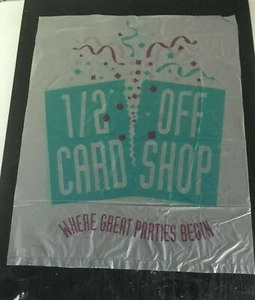 1/2 OFF
CARD SHOP
WHERE GREAT PARTIES BEGIN